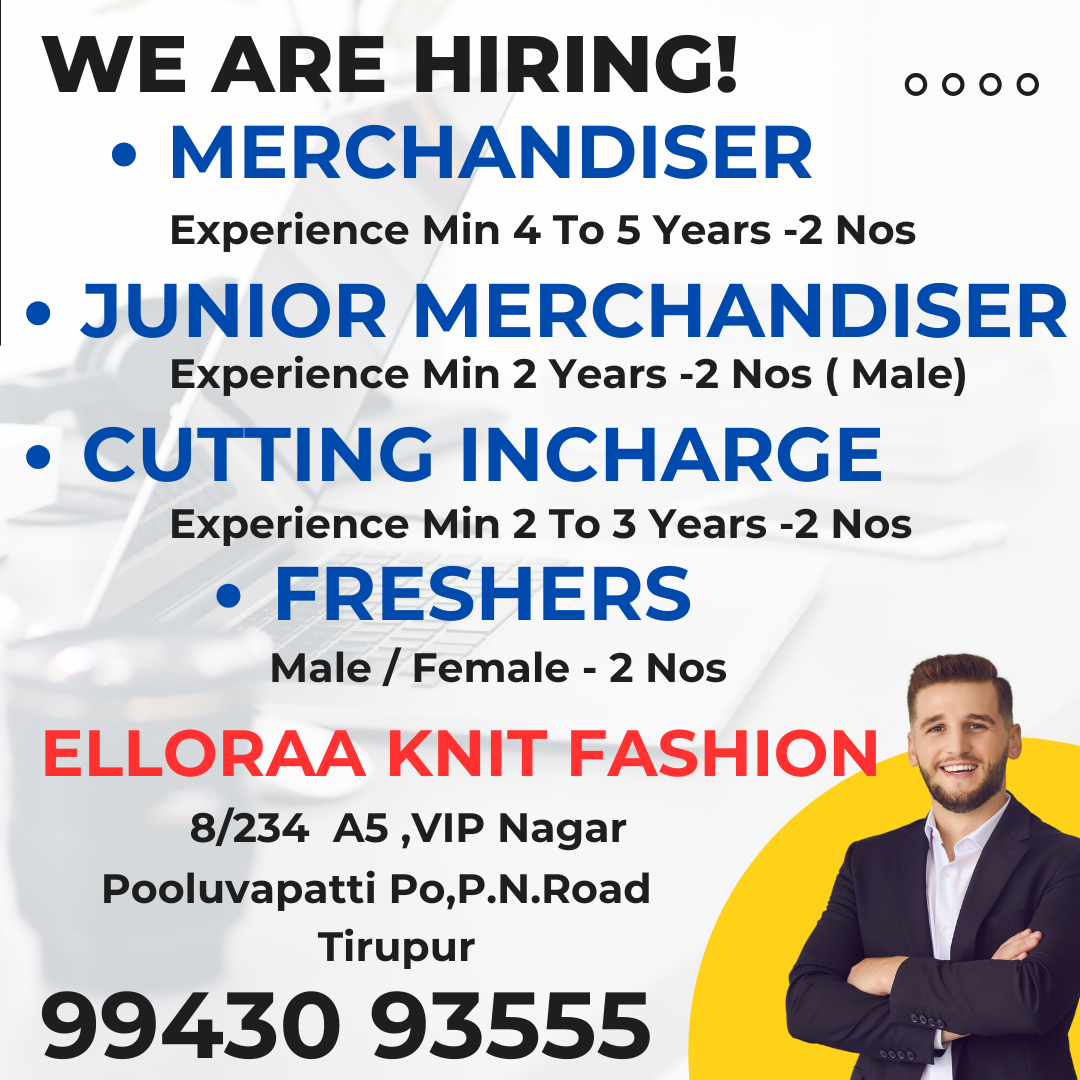 WE ARE HIRING!
• MERCHANDISER
Experience Min 4 To 5 Years -2 Nos
• JUNIOR MERCHANDISER
Experience Min 2 Years -2 Nos ( Male)
• CUTTING INCHARGE
Experience Min 2 To 3 Years -2 Nos
• FRESHERS
Male / Female - 2 Nos
ELLORAA KNIT FASHION
8/234  A5 ,VIP Nagar
Pooluvapatti Po,P.N.Road
Tirupur
99430 93555